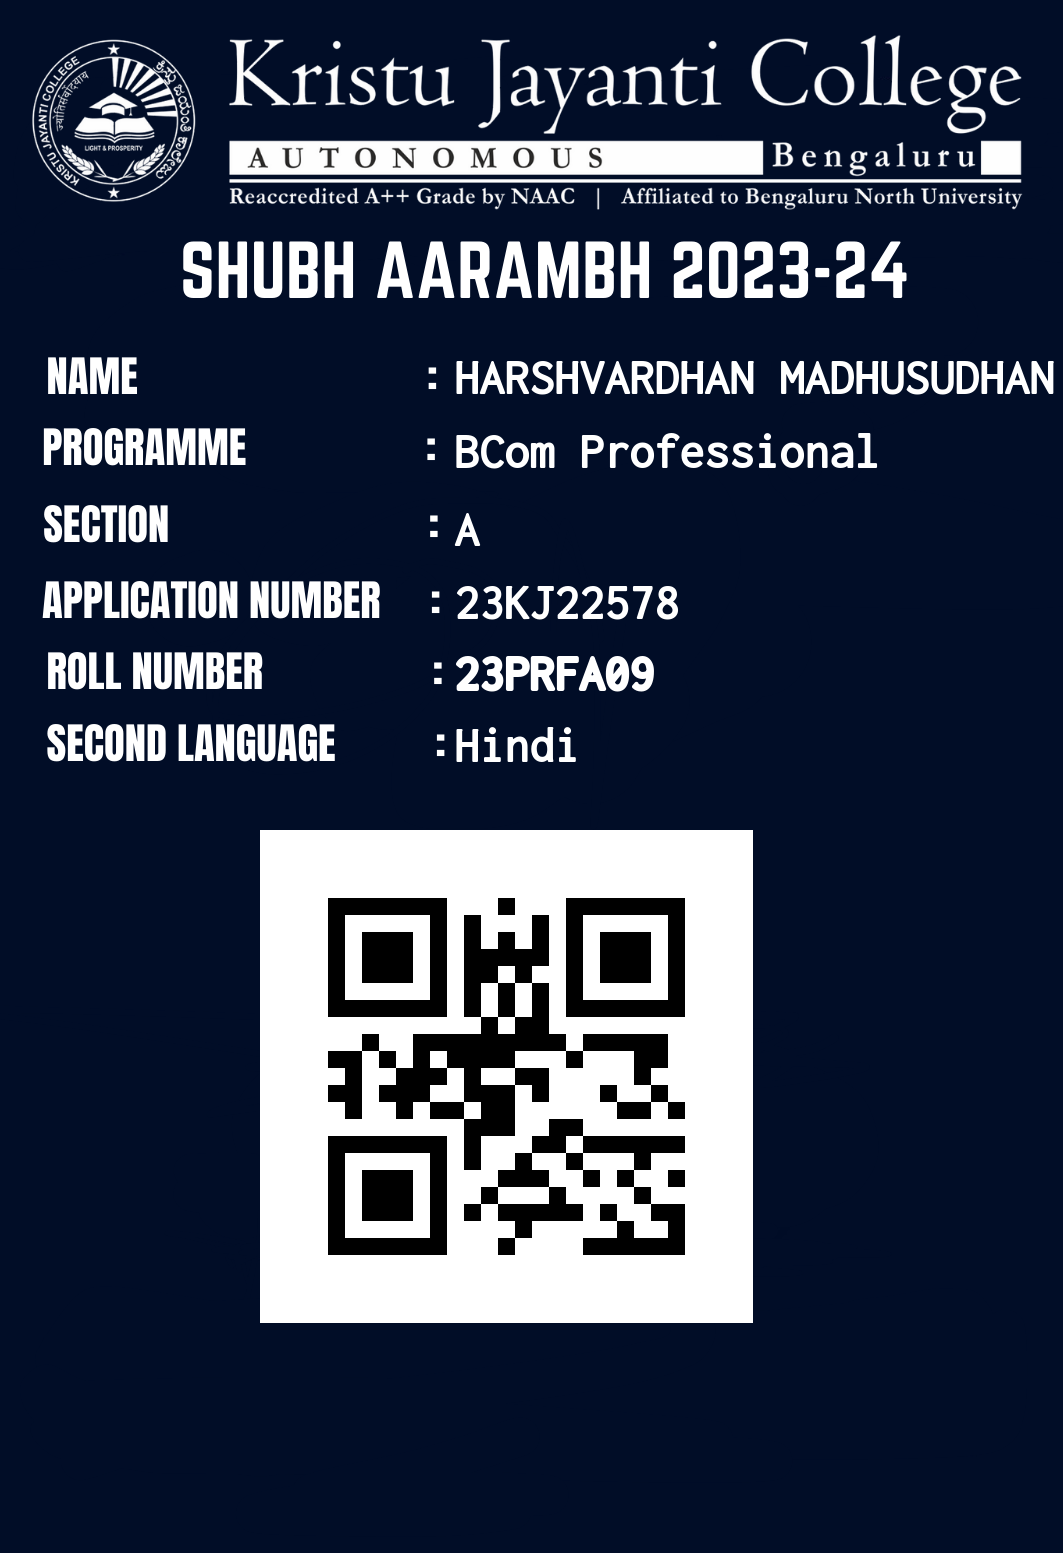 KRISTU JAYANTI COLLEGE
ಕ್ರಿಸ್ತು ಜಯಂತಿ ಕಾಲೇಜು
ज्योतिर्समृद्धि
LIGHT & PROSPERITY
Kristu Jayanti College
AUTONOMOUS Bengaluru
Reaccredited A++ Grade by NAAC | Affiliated to Bengaluru North University
SHUBH AARAMBH 2023-24
NAME : HARSHVARDHAN MADHUSUDHAN
PROGRAMME : BCom Professional
SECTION : A
APPLICATION NUMBER : 23KJ22578
ROLL NUMBER : 23PRFA09
SECOND LANGUAGE : Hindi